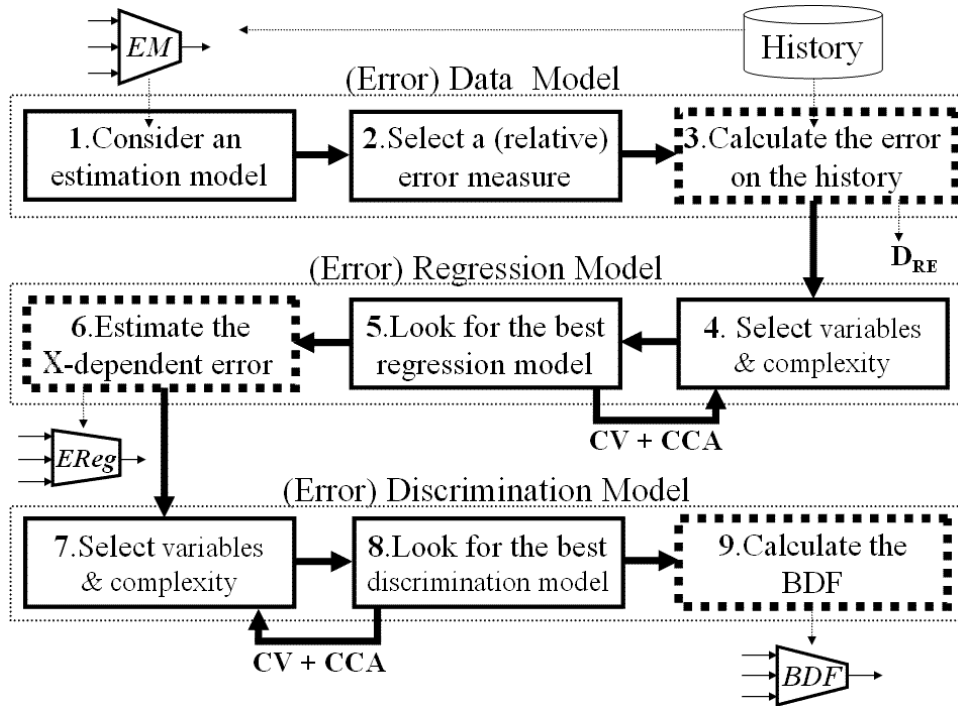 EM
History
(Error) Data Model
1.Consider an
estimation model
2.Select a (relative)
error measure
3.Calculate the error
on the history
D_RE
(Error) Regression Model
6.Estimate the
X-dependent error
5.Look for the best
regression model
4. Select variables
& complexity
CV + CCA
EReg
(Error) Discrimination Model
7.Select variables
& complexity
8.Look for the best
discrimination model
9.Calculate the
BDF
CV + CCA
BDF